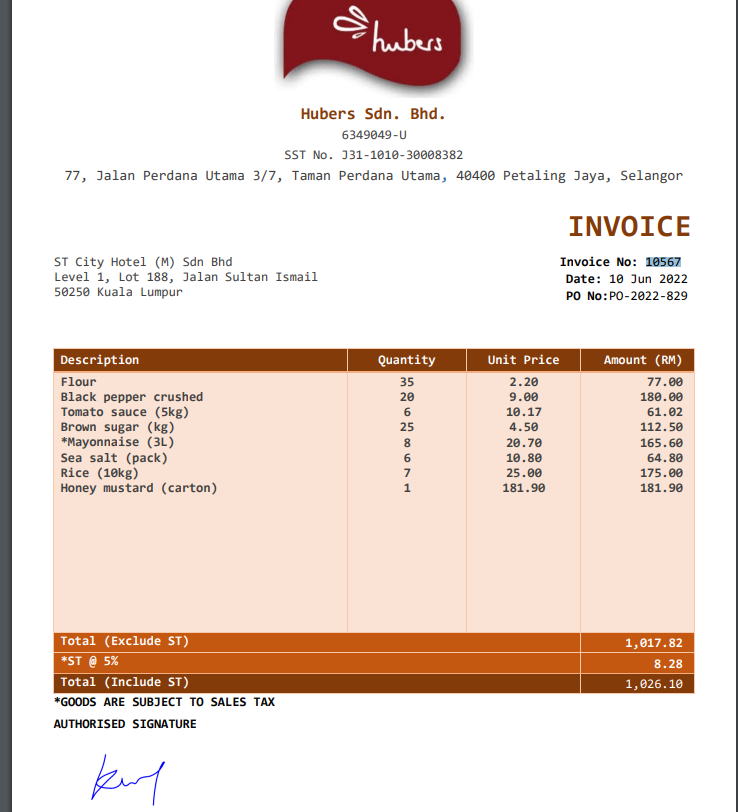 hubers
Hubers Sdn. Bhd.
6349049-U
SST No. J31-1010-30008382
77, Jalan Perdana Utama 3/7, Taman Perdana Utama, 40400 Petaling Jaya, Selangor
INVOICE
ST City Hotel (M) Sdn Bhd
Level 1, Lot 188, Jalan Sultan Ismail
50250 Kuala Lumpur
Invoice No: 10567
Date: 10 Jun 2022
PO No:PO-2022-829
Description Quantity Unit Price Amount (RM)
Flour 35 2.20 77.00
Black pepper crushed 20 9.00 180.00
Tomato sauce (5kg) 6 10.17 61.02
Brown sugar (kg) 25 4.50 112.50
*Mayonnaise (3L) 8 20.70 165.60
Sea salt (pack) 6 10.80 64.80
Rice (10kg) 7 25.00 175.00
Honey mustard (carton) 1 181.90 181.90
Total (Exclude ST) 1,017.82
*ST @ 5% 8.28
Total (Include ST) 1,026.10
*GOODS ARE SUBJECT TO SALES TAX
AUTHORISED SIGNATURE